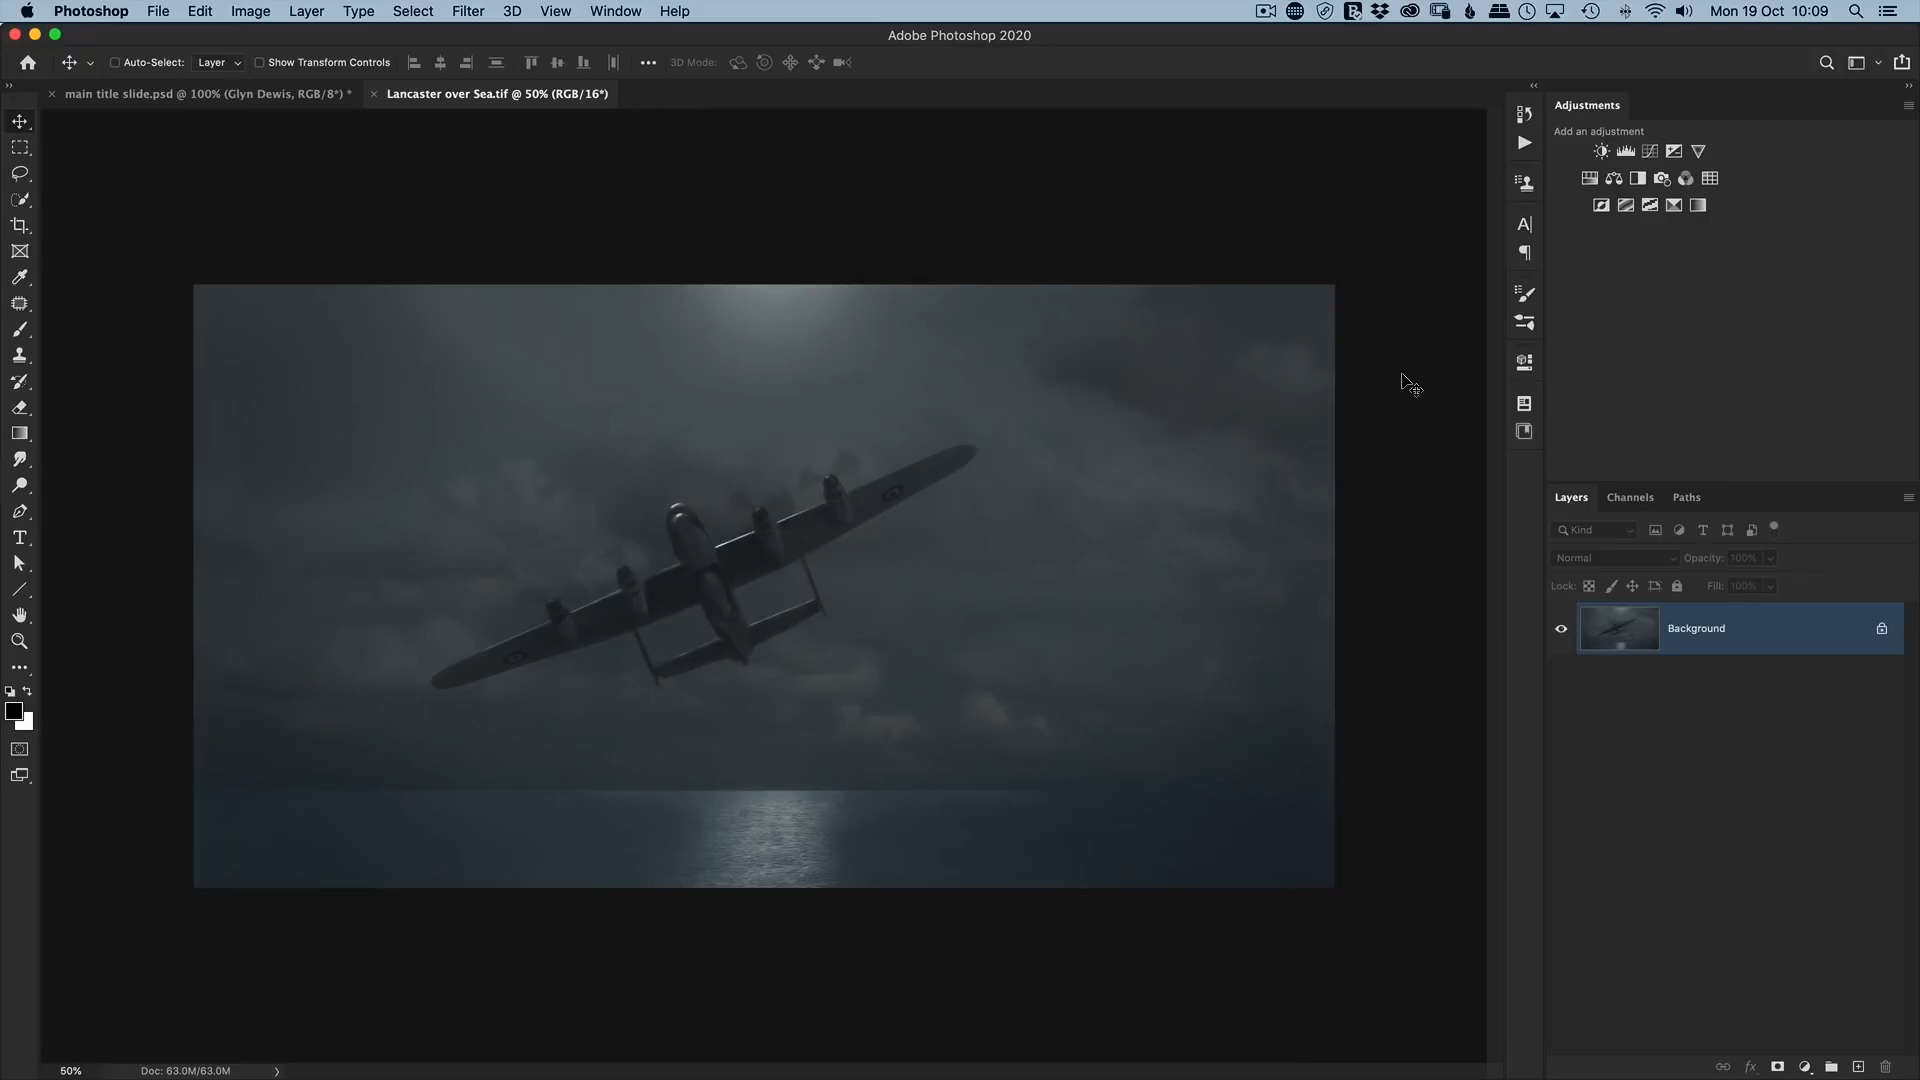 Photoshop File Edit Image Layer Type Select Filter 3D View Window Help Mon 19 Oct 10:09
Adobe Photoshop 2020
Auto-Select: Layer Show Transform Controls 3D Mode:
main title slide.psd @ 100% (Glyn Dewis, RGB/8*) * Lancaster over Sea.tif @ 50% (RGB/16*)
Adjustments
Add an adjustment
Layers Channels Paths
Kind
Normal Opacity: 100%
Lock: Fill: 100%
Background
50% Doc: 63.0M/63.0M